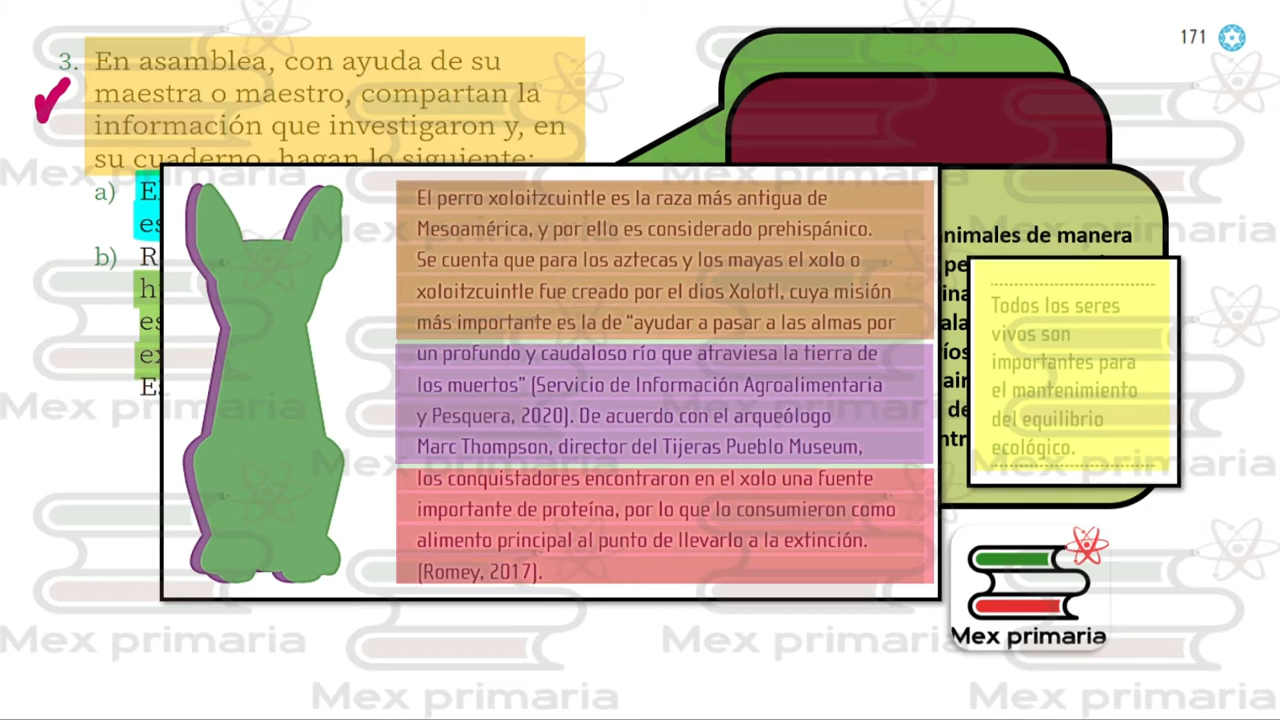 171
3. En asamblea, con ayuda de su
maestra o maestro, compartan la
información que investigaron y, en
su cuaderno, hagan lo siguiente:
a)
b)
El perro xoloitzcuintle es la raza más antigua de
Mesoamérica, y por ello es considerado prehispánico.
Se cuenta que para los aztecas y los mayas el xolo o
xoloitzcuintle fue creado por el dios Xolotl, cuya misión
más importante es la de “ayudar a pasar a las almas por
un profundo y caudaloso río que atraviesa la tierra de
los muertos” (Servicio de Información Agroalimentaria
y Pesquera, 2020). De acuerdo con el arqueólogo
Marc Thompson, director del Tijeras Pueblo Museum,
los conquistadores encontraron en el xolo una fuente
importante de proteína, por lo que lo consumieron como
alimento principal al punto de llevarlo a la extinción.
(Romey, 2017).
nimales de manera
Todos los seres
vivos son
importantes para
el mantenimiento
del equilibrio
ecológico.
Mex primaria